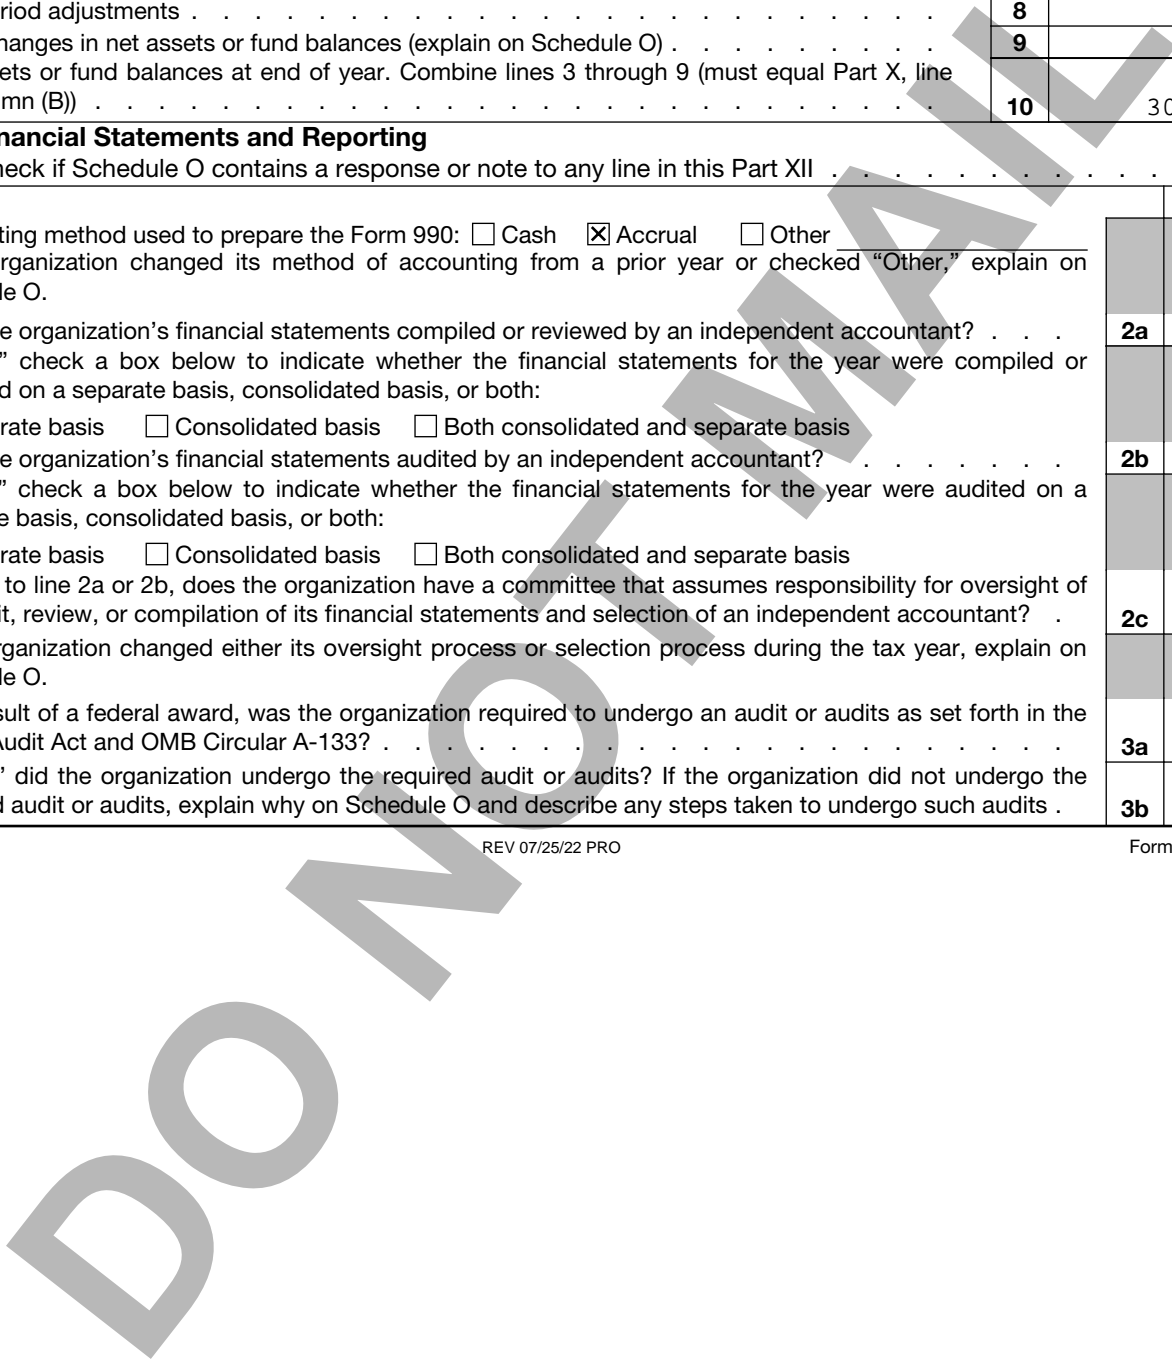 riod adjustments . . . . . . . . . . . . . . . . . . . . . . . . 8
hanges in net assets or fund balances (explain on Schedule O) . . . . . . . . . 9
ets or fund balances at end of year. Combine lines 3 through 9 (must equal Part X, line
mn (B)) . . . . . . . . . . . . . . . . . . . . . . . . . . . 10 30
nancial Statements and Reporting
heck if Schedule O contains a response or note to any line in this Part XII . . . . . . . . . . .
ting method used to prepare the Form 990: ☐ Cash ☒ Accrual ☐ Other
rganization changed its method of accounting from a prior year or checked “Other,” explain on
le O.
e organization’s financial statements compiled or reviewed by an independent accountant? . . . 2a
” check a box below to indicate whether the financial statements for the year were compiled or
d on a separate basis, consolidated basis, or both:
rate basis ☐ Consolidated basis ☐ Both consolidated and separate basis
e organization’s financial statements audited by an independent accountant? . . . . . . . 2b
” check a box below to indicate whether the financial statements for the year were audited on a
e basis, consolidated basis, or both:
rate basis ☐ Consolidated basis ☐ Both consolidated and separate basis
to line 2a or 2b, does the organization have a committee that assumes responsibility for oversight of
it, review, or compilation of its financial statements and selection of an independent accountant? . 2c
rganization changed either its oversight process or selection process during the tax year, explain on
le O.
sult of a federal award, was the organization required to undergo an audit or audits as set forth in the
Audit Act and OMB Circular A-133? . . . . . . . . . . . . . . . . . . . . . . 3a
” did the organization undergo the required audit or audits? If the organization did not undergo the
d audit or audits, explain why on Schedule O and describe any steps taken to undergo such audits . 3b
REV 07/25/22 PRO Form
DO NOT MAIL